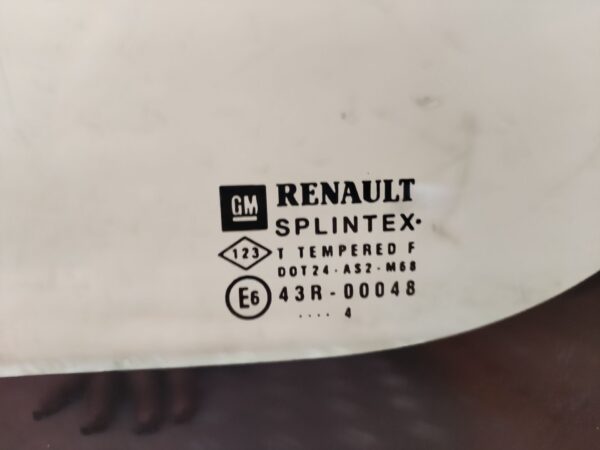 GM RENAULT
SPLINTEX·
123 T TEMPERED F
DOT24·AS2·M68
E6 43R-00048
.... 4